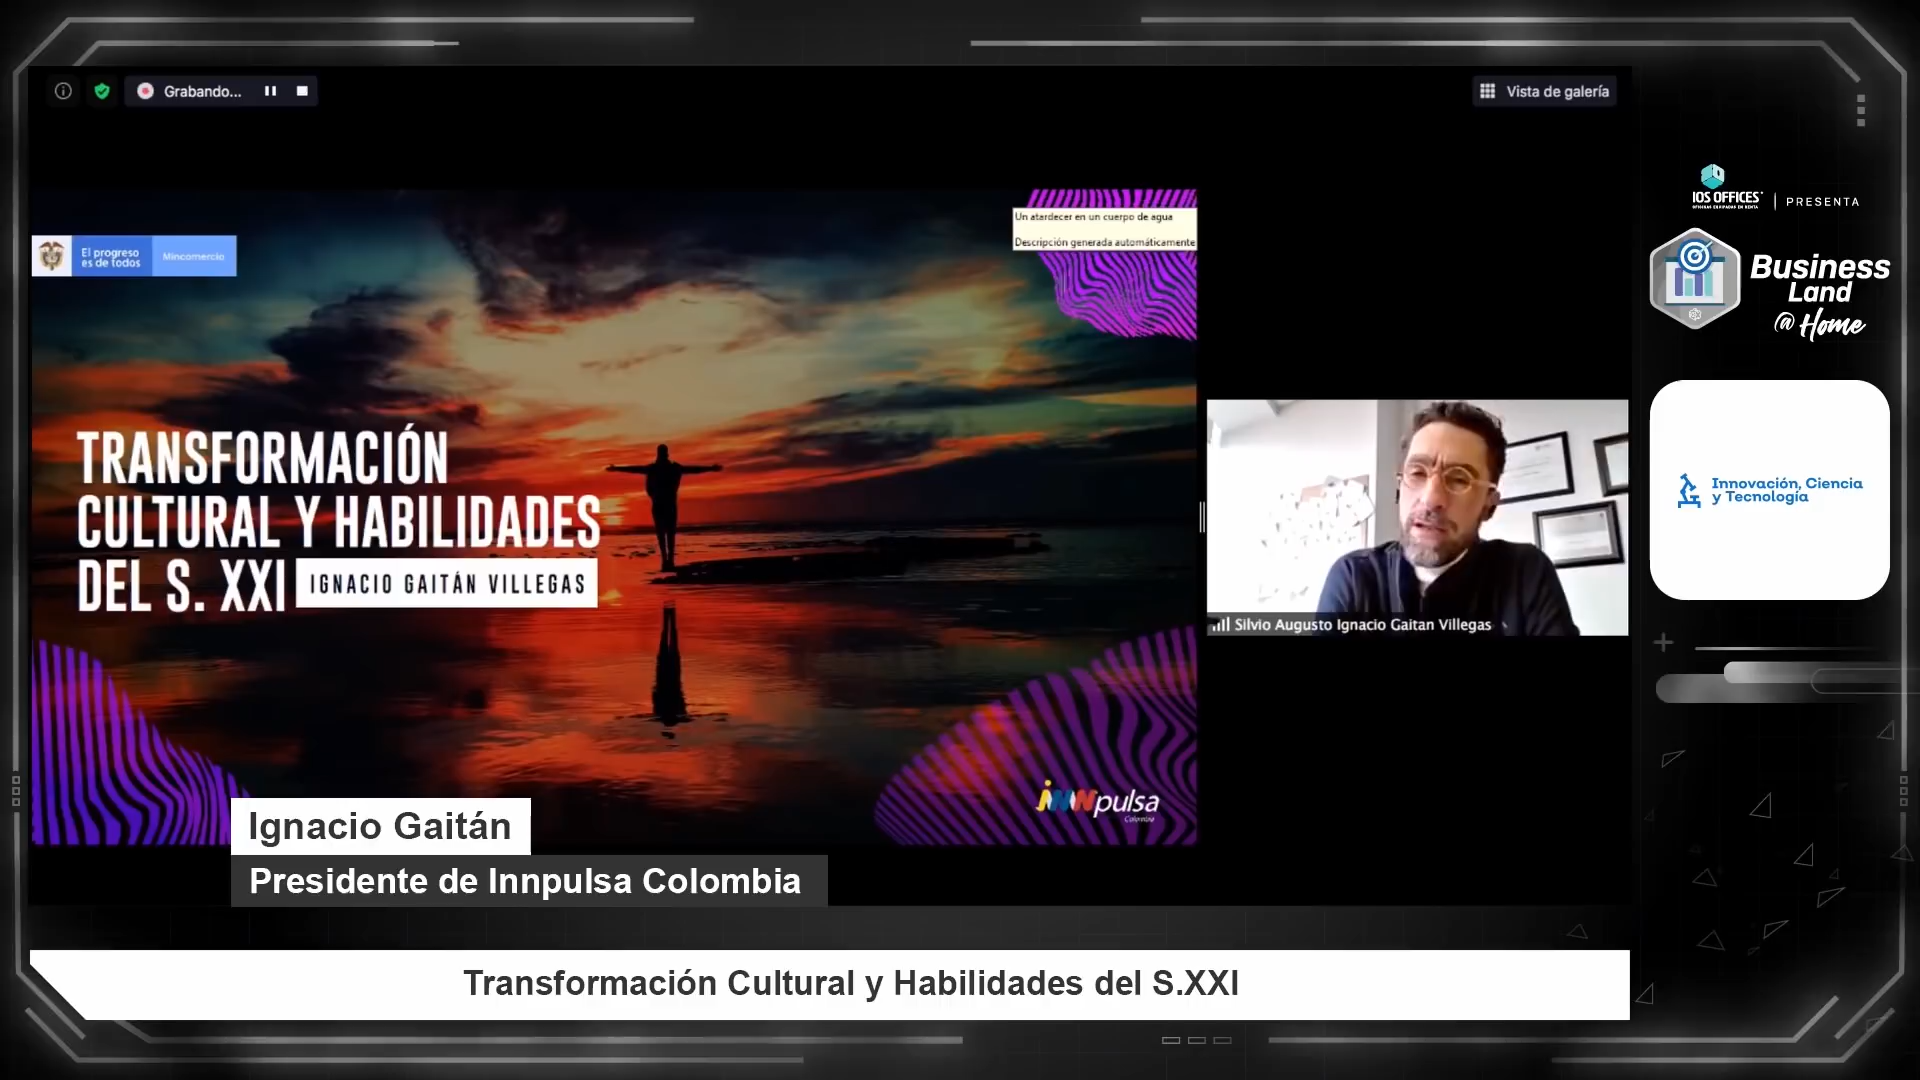 Grabando...
Vista de galería
IOS OFFICES
PRESENTA
Business
Land
@ Home
Un atardecer en un cuerpo de agua
Descripción generada automáticamente
El progreso
es de todos
Mincomercio
TRANSFORMACIÓN
CULTURAL Y HABILIDADES
DEL S. XXI
IGNACIO GAITÁN VILLEGAS
Innovación, Ciencia
y Tecnología
Silvio Augusto Ignacio Gaitan Villegas
iNNpulsa
Colombia
Ignacio Gaitán
Presidente de Innpulsa Colombia
Transformación Cultural y Habilidades del S.XXI